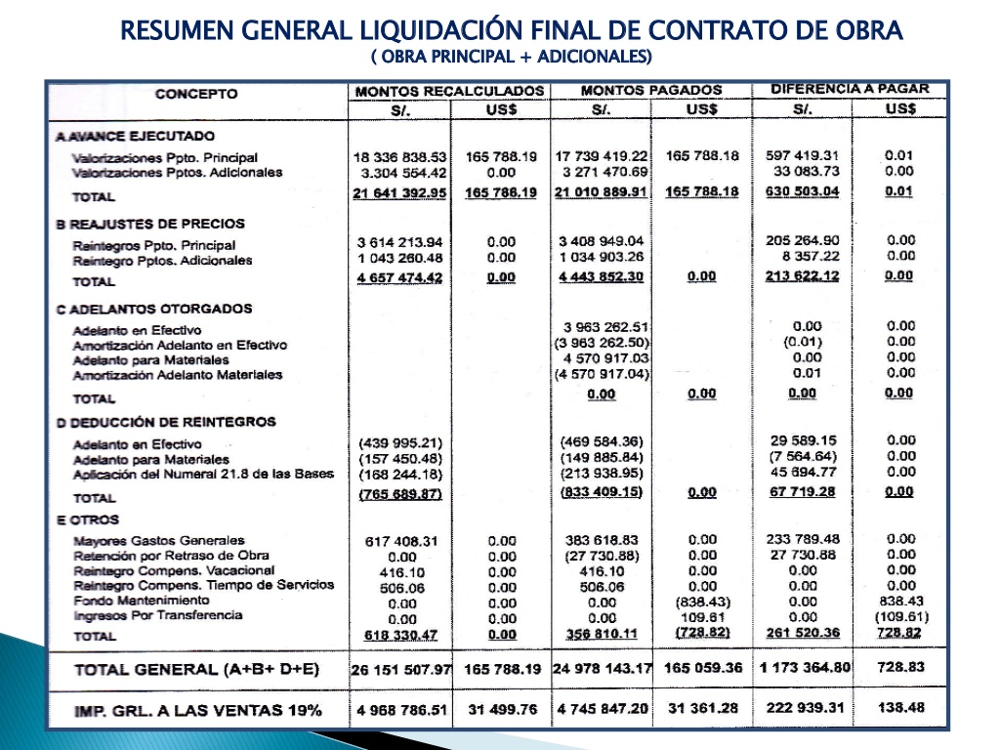 RESUMEN GENERAL LIQUIDACIÓN FINAL DE CONTRATO DE OBRA
( OBRA PRINCIPAL + ADICIONALES)
CONCEPTO MONTOS RECALCULADOS MONTOS PAGADOS DIFERENCIA A PAGAR
S/. US$ S/. US$ S/. US$
A AVANCE EJECUTADO
Valorizaciones Ppto. Principal 18 336 838.53 165 788.19 17 739 419.22 165 788.18 597 419.31 0.01
Valorizaciones Pptos. Adicionales 3.304 554.42 0.00 3 271 470.69 33 083.73 0.00
TOTAL 21 641 392.95 165 786.19 21 010 889.91 165 788.18 630 503.04 0.01
B REAJUSTES DE PRECIOS
Reintegros Ppto. Principal 3 614 213.94 0.00 3 408 949.04 205 264.90 0.00
Reintegro Pptos. Adicionales 1 043 260.48 0.00 1 034 903.26 8 357.22 0.00
TOTAL 4 657 474.42 0.00 4 443 852.30 0.00 213 622.12 0.00
C ADELANTOS OTORGADOS
Adelanto en Efectivo 3 963 262.51 0.00 0.00
Amortización Adelanto en Efectivo (3 963 262.50) (0.01) 0.00
Adelanto para Materiales 4 570 917.03 0.00 0.00
Amortización Adelanto Materiales (4 570 917.04) 0.01 0.00
TOTAL 0.00 0.00 0.00 0.00
D DEDUCCIÓN DE REINTEGROS
Adelanto en Efectivo (439 995.21) (469 584.36) 29 589.15 0.00
Adelanto para Materiales (157 450.48) (149 885.84) (7 564.64) 0.00
Aplicación del Numeral 21.8 de las Bases (168 244.18) (213 938.95) 45 694.77 0.00
TOTAL (765 689.87) (833 409.15) 0.00 67 719.28 0.00
E OTROS
Mayores Gastos Generales 617 408.31 0.00 383 618.83 0.00 233 789.48 0.00
Retención por Retraso de Obra 0.00 0.00 (27 730.88) 0.00 27 730.88 0.00
Reintegro Compens. Vacacional 416.10 0.00 416.10 0.00 0.00 0.00
Reintegro Compens. Tiempo de Servicios 506.06 0.00 506.06 0.00 0.00 0.00
Fondo Mantenimiento 0.00 0.00 0.00 (838.43) 0.00 838.43
Ingresos Por Transferencia 0.00 0.00 0.00 109.61 0.00 (109.61)
TOTAL 618 330.47 0.00 356 810.11 (728.82) 261 520.36 728.82
TOTAL GENERAL (A+B+ D+E) 26 151 507.97 165 788.19 24 978 143.17 165 059.36 1 173 364.80 728.83
IMP. GRL. A LAS VENTAS 19% 4 968 786.51 31 499.76 4 745 847.20 31 361.28 222 939.31 138.48